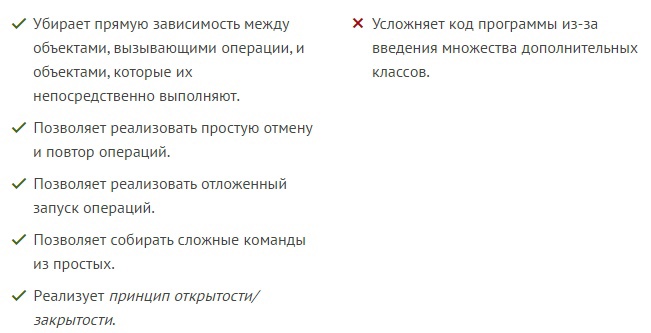 Убирает прямую зависимость между
объектами, вызывающими операции, и
объектами, которые их
непосредственно выполняют.
Позволяет реализовать простую отмену
и повтор операций.
Позволяет реализовать отложенный
запуск операций.
Позволяет собирать сложные команды
из простых.
Реализует принцип открытости/
закрытости.
Усложняет код программы из-за
введения множества дополнительных
классов.